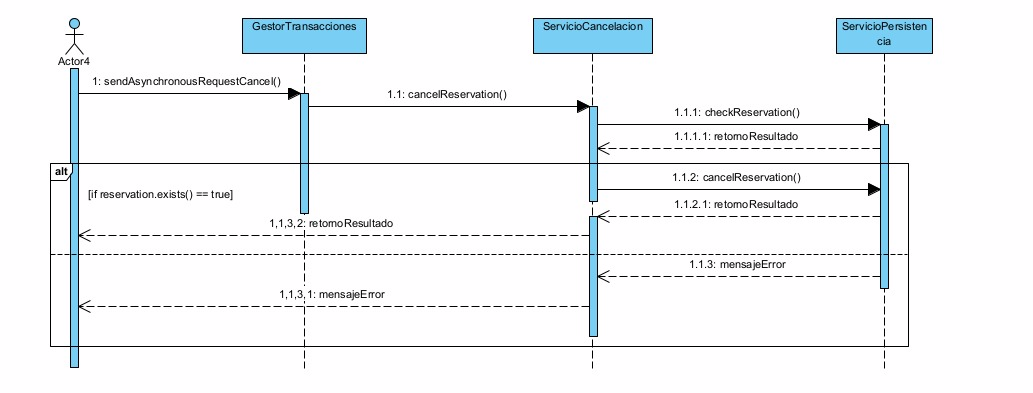 GestorTransacciones
ServicioCancelacion
ServicioPersisten
cia
Actor4
1: sendAsynchronousRequestCancel()
1.1: cancelReservation()
1.1.1: checkReservation()
1.1.1.1: retornoResultado
alt
1.1.2: cancelReservation()
[if reservation.exists() == true]
1.1.2.1: retornoResultado
1,1,3,2: retornoResultado
1.1.3: mensajeError
1,1,3,1: mensajeError